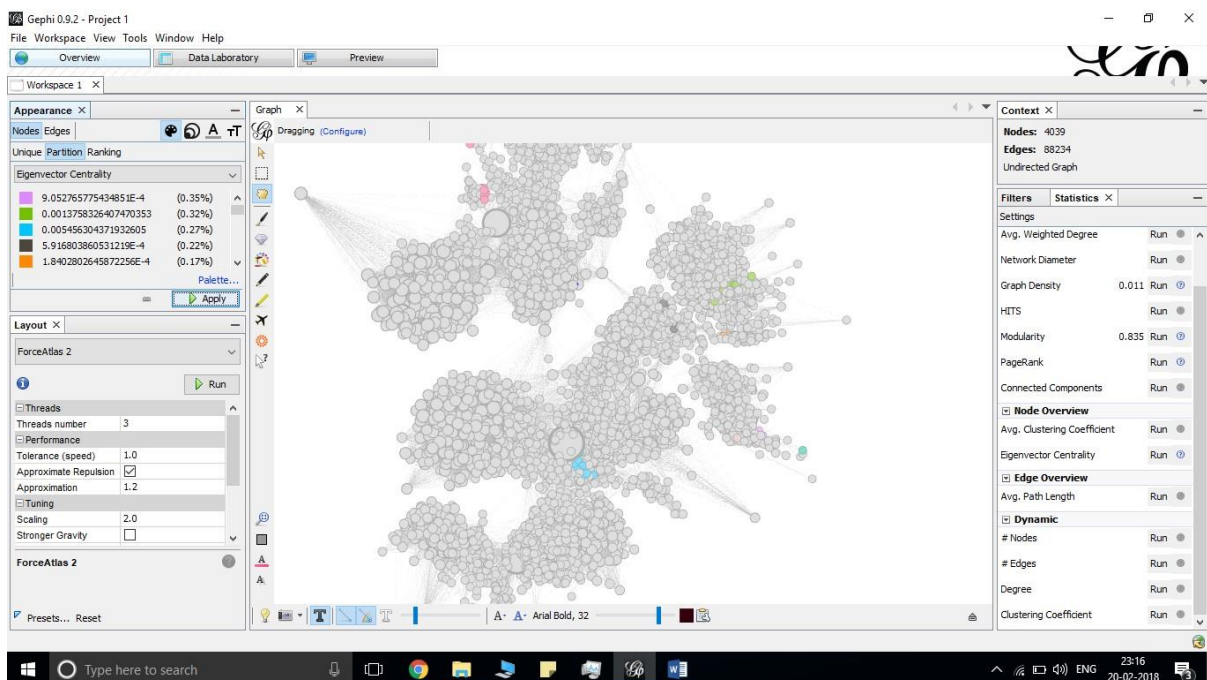 Gephi 0.9.2 - Project 1
File Workspace View Tools Window Help
Overview Data Laboratory Preview
Workspace 1
Appearance
Nodes Edges
Unique Partition Ranking
Eigenvector Centrality
9.052765775434851E-4 (0.35%)
0.0013758326407470353 (0.32%)
0.005456304371932605 (0.27%)
5.916803860531219E-4 (0.22%)
1.8402802645872256E-4 (0.17%)
Palette...
Apply
Layout
ForceAtlas 2
Run
Threads
Threads number 3
Performance
Tolerance (speed) 1.0
Approximate Repulsion
Approximation 1.2
Tuning
Scaling 2.0
Stronger Gravity
ForceAtlas 2
Presets... Reset
Graph
Dragging (Configure)
A- A- Arial Bold, 32
Context
Nodes: 4039
Edges: 88234
Undirected Graph
Filters Statistics
Settings
Avg. Weighted Degree Run
Network Diameter Run
Graph Density 0.011 Run
HITS Run
Modularity 0.835 Run
PageRank Run
Connected Components Run
Node Overview
Avg. Clustering Coefficient Run
Eigenvector Centrality Run
Edge Overview
Avg. Path Length Run
Dynamic
# Nodes Run
# Edges Run
Degree Run
Clustering Coefficient Run
Type here to search
ENG
23:16
20-02-2018